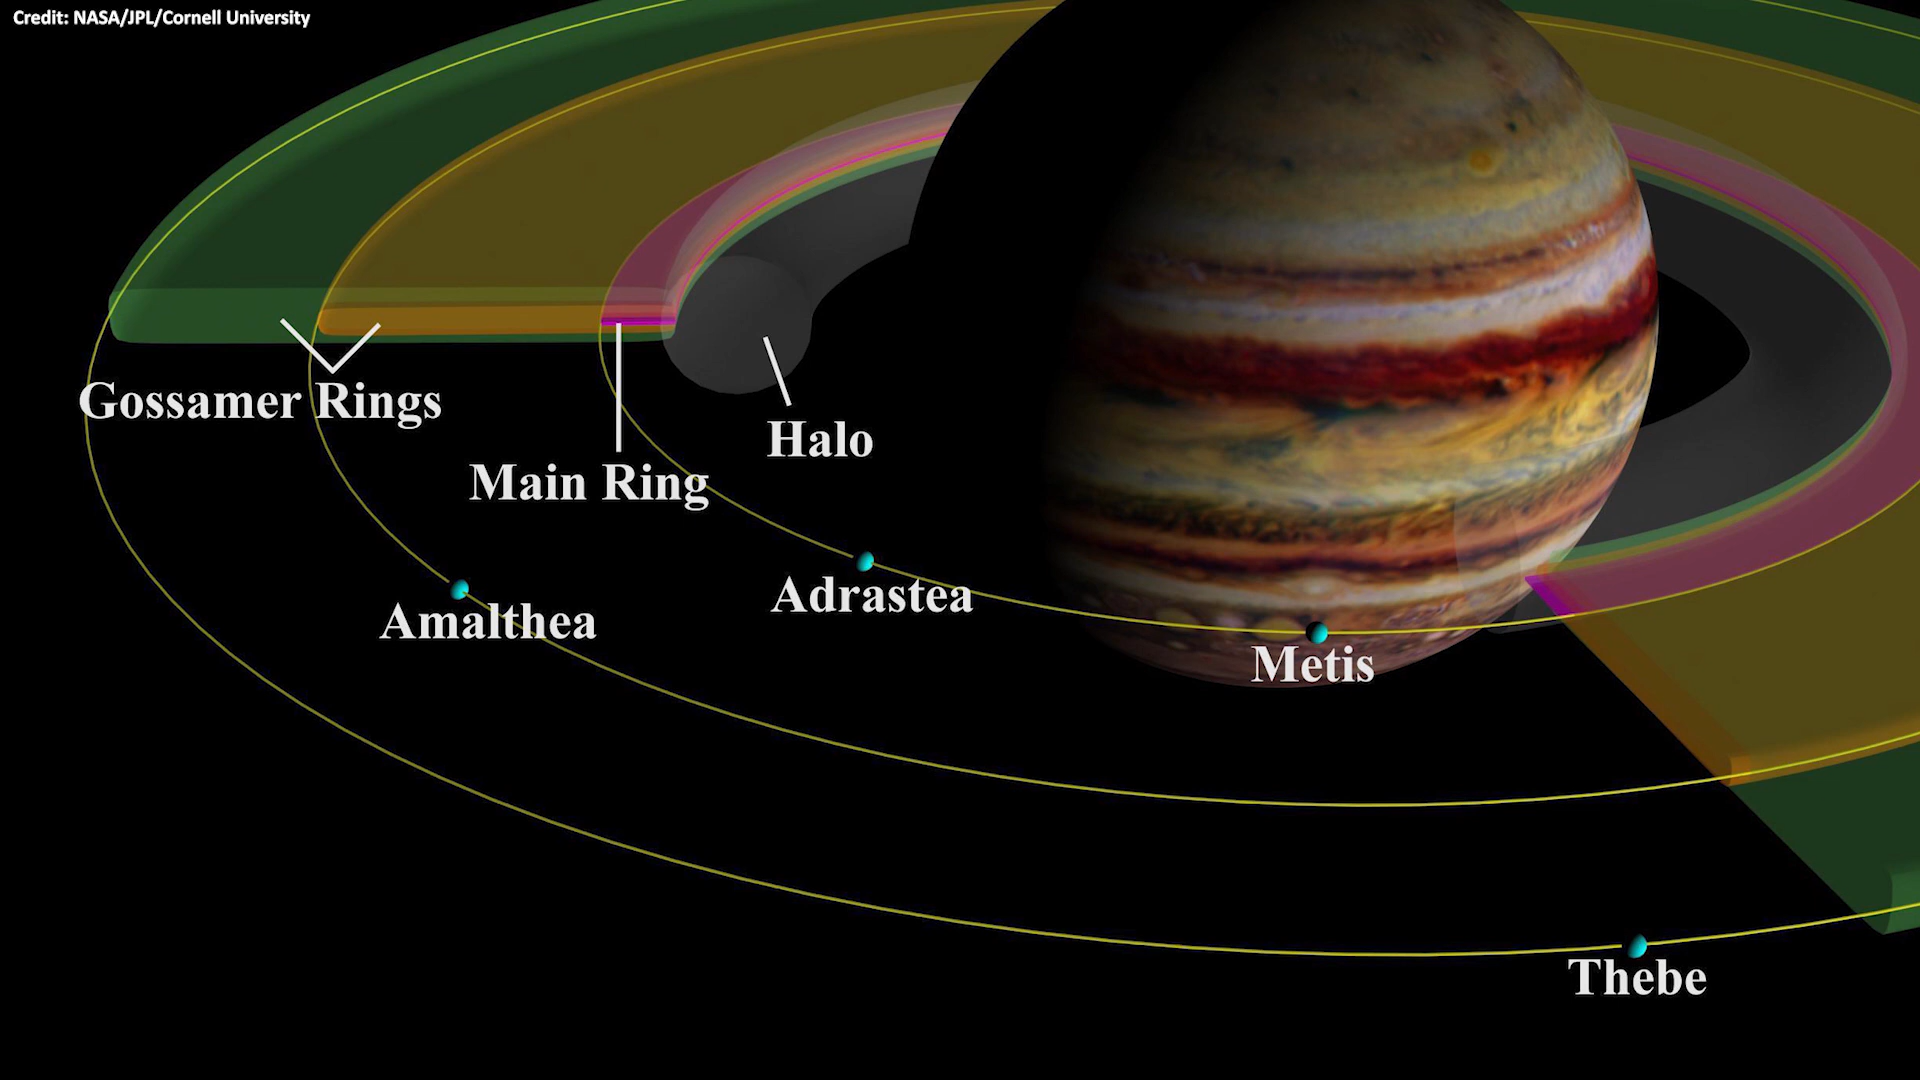 Credit: NASA/JPL/Cornell University
Gossamer Rings
Halo
Main Ring
Adrastea
Amalthea
Metis
Thebe